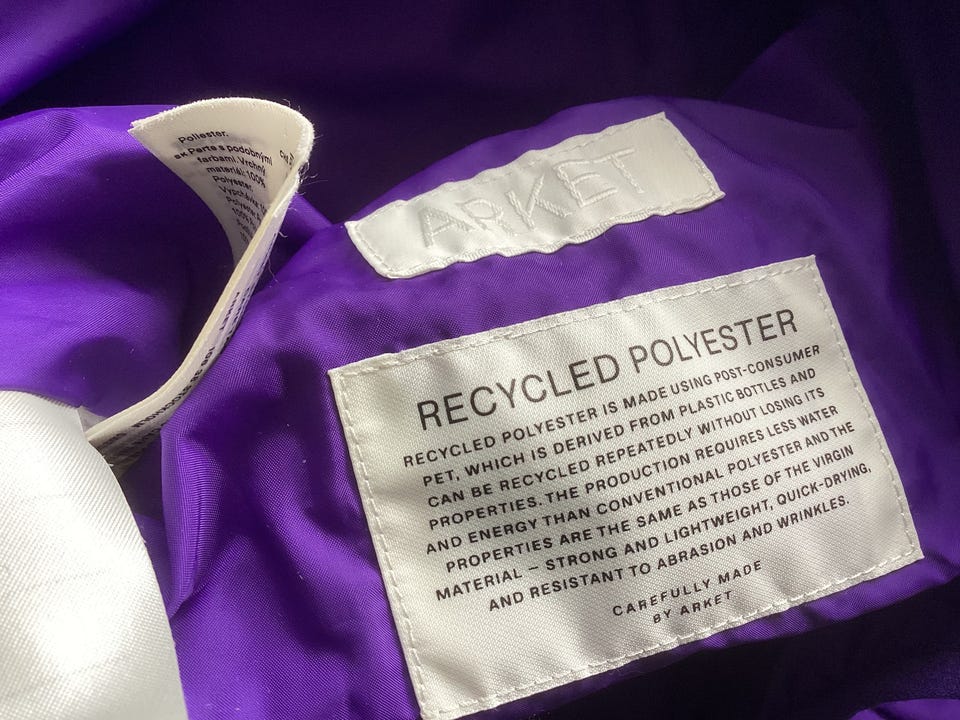 Poliester.
SK Perte s podobnými
farbami. Vrchný
materiál: 100%
Polyester.
ARKET
RECYCLED POLYESTER
RECYCLED POLYESTER IS MADE USING POST-CONSUMER
PET, WHICH IS DERIVED FROM PLASTIC BOTTLES AND
CAN BE RECYCLED REPEATEDLY WITHOUT LOSING ITS
PROPERTIES. THE PRODUCTION REQUIRES LESS WATER
AND ENERGY THAN CONVENTIONAL POLYESTER AND THE
PROPERTIES ARE THE SAME AS THOSE OF THE VIRGIN
MATERIAL – STRONG AND LIGHTWEIGHT, QUICK-DRYING,
AND RESISTANT TO ABRASION AND WRINKLES.
CAREFULLY MADE
BY ARKET